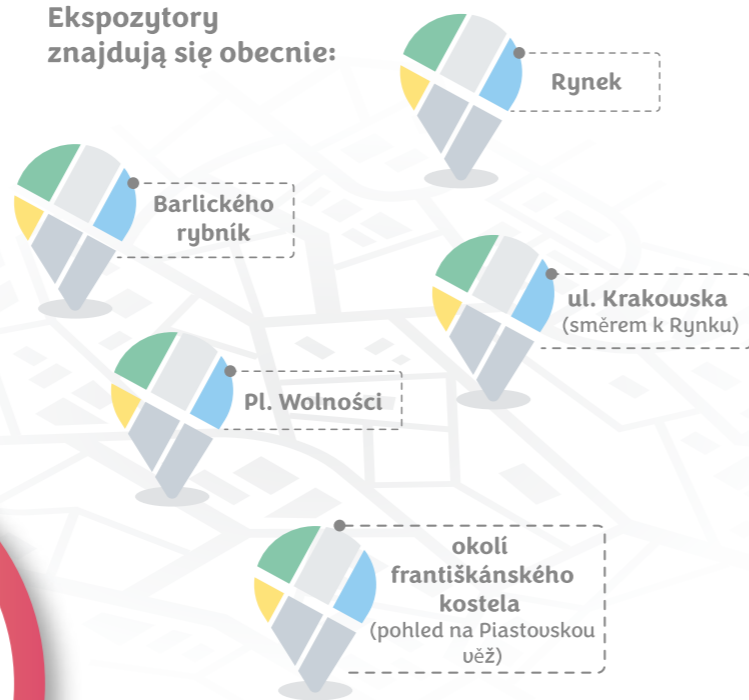 Ekspozytory
znajdują się obecnie:
Rynek
Barlického
rybník
ul. Krakowska
(směrem k Rynku)
Pl. Wolności
okolí
františkánského
kostela
(pohled na Piastovskou
věž)